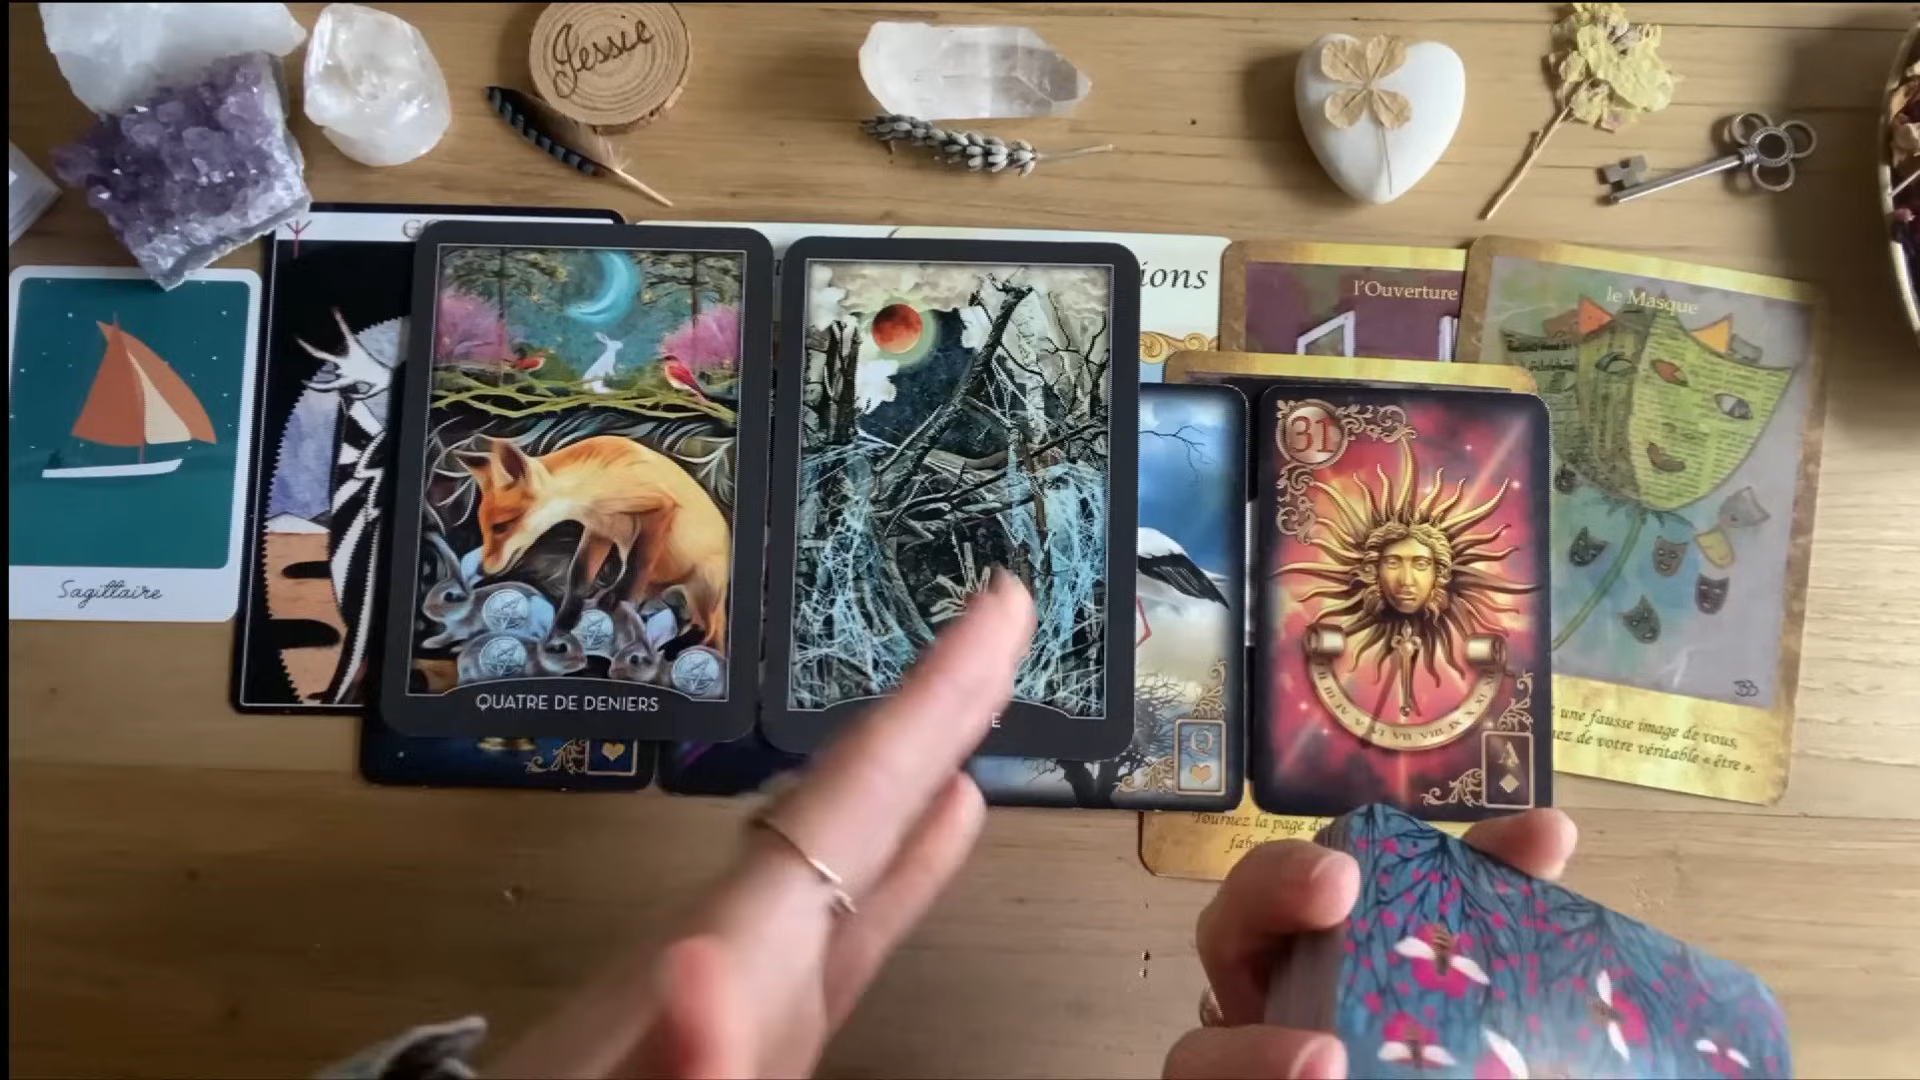 Jessie
ions
l'Ouverture
le Masque
31
Sagittaire
QUATRE DE DENIERS
E
Q
A
une fausse image de vous,
ez de votre véritable « être ».
Tournez la page d
fab